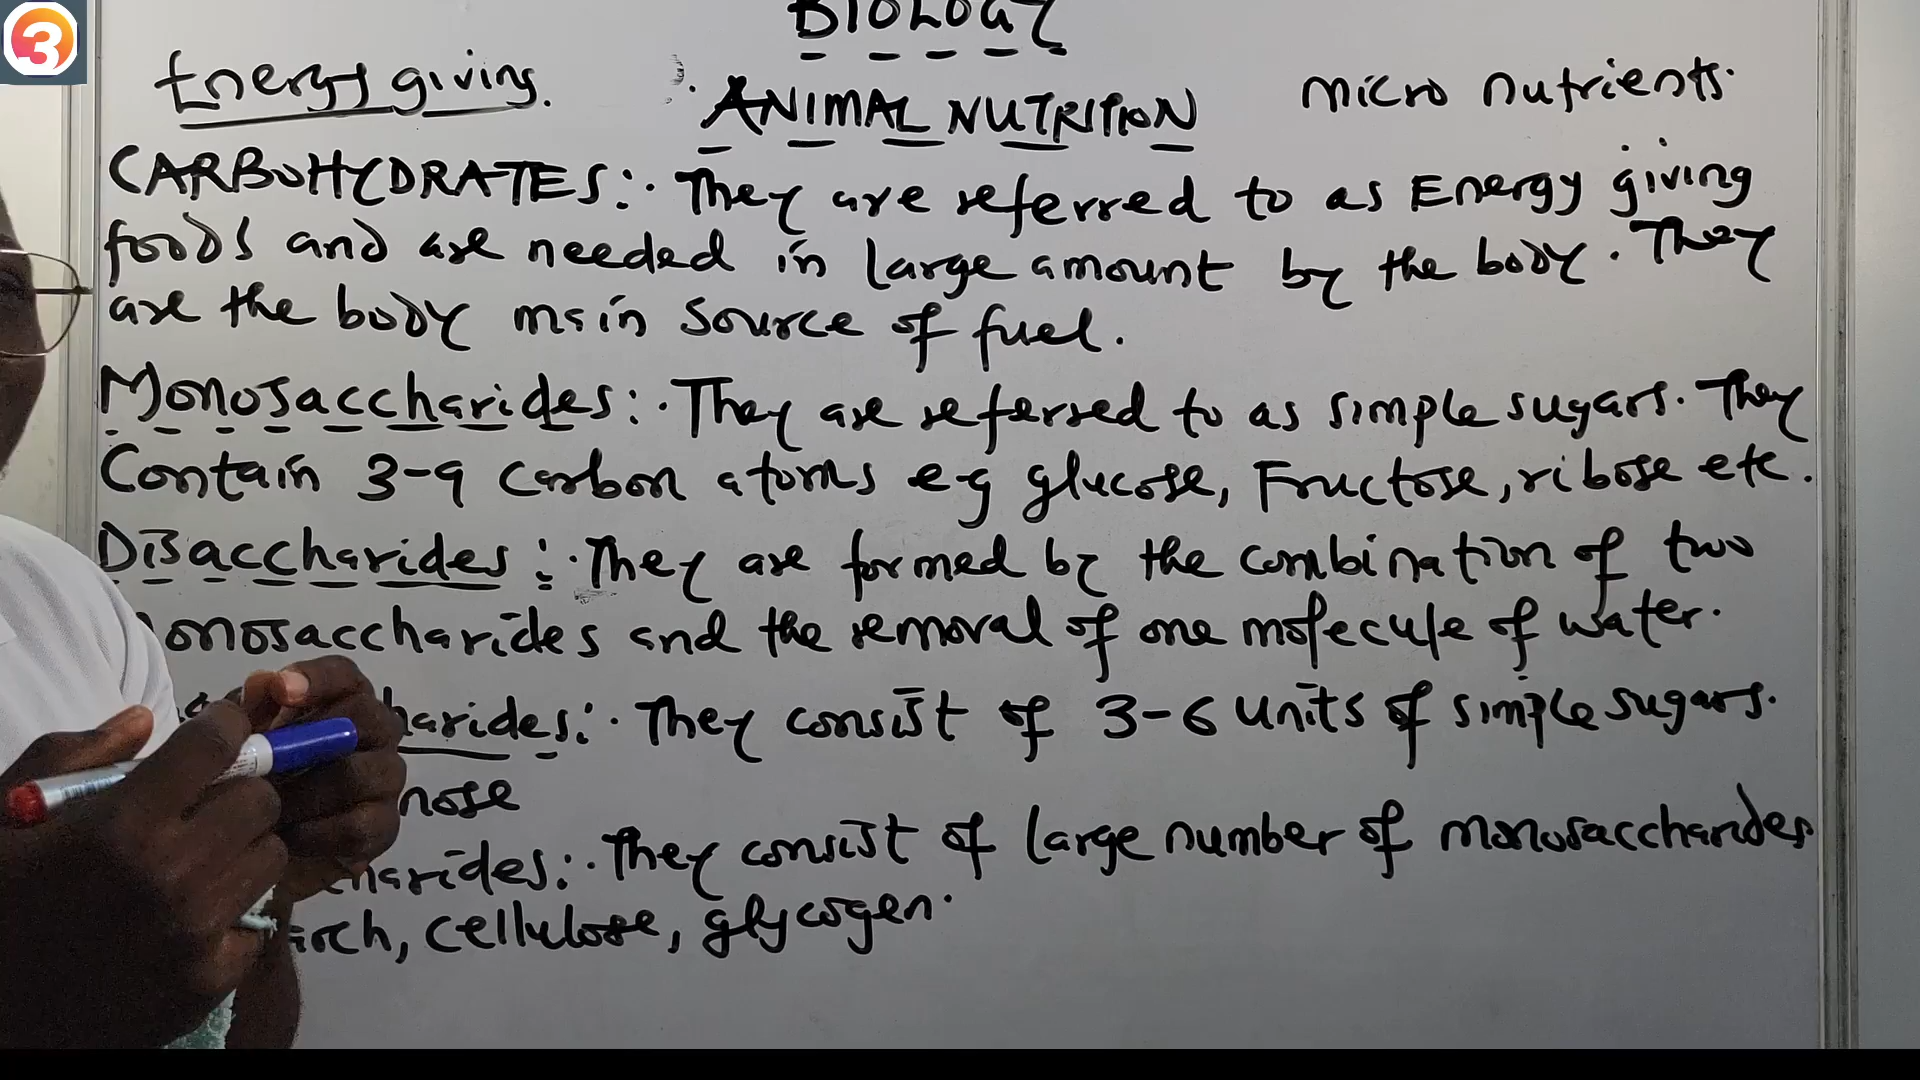 3
BIOLOGY
Energy giving.
ANIMAL NUTRITION
micro nutrients.
CARBOHYDRATES:. They are referred to as Energy giving
foods and are needed in large amount by the body. They
are the body main source of fuel.
Monosaccharides:. They are referred to as simple sugars. They
Contain 3-9 Carbon atoms e.g glucose, Fructose, ribose etc.
Disaccharides:. They are formed by the combination of two
onosaccharides and the removal of one molecule of water.
harides:. They consist of 3-6 units of simple sugars.
nose
charides:. They consist of large number of monosaccharides
arch, cellulose, glycogen.